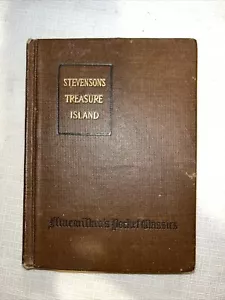 STEVENSON'S
TREASURE
ISLAND
Macmillan's Pocket Classics